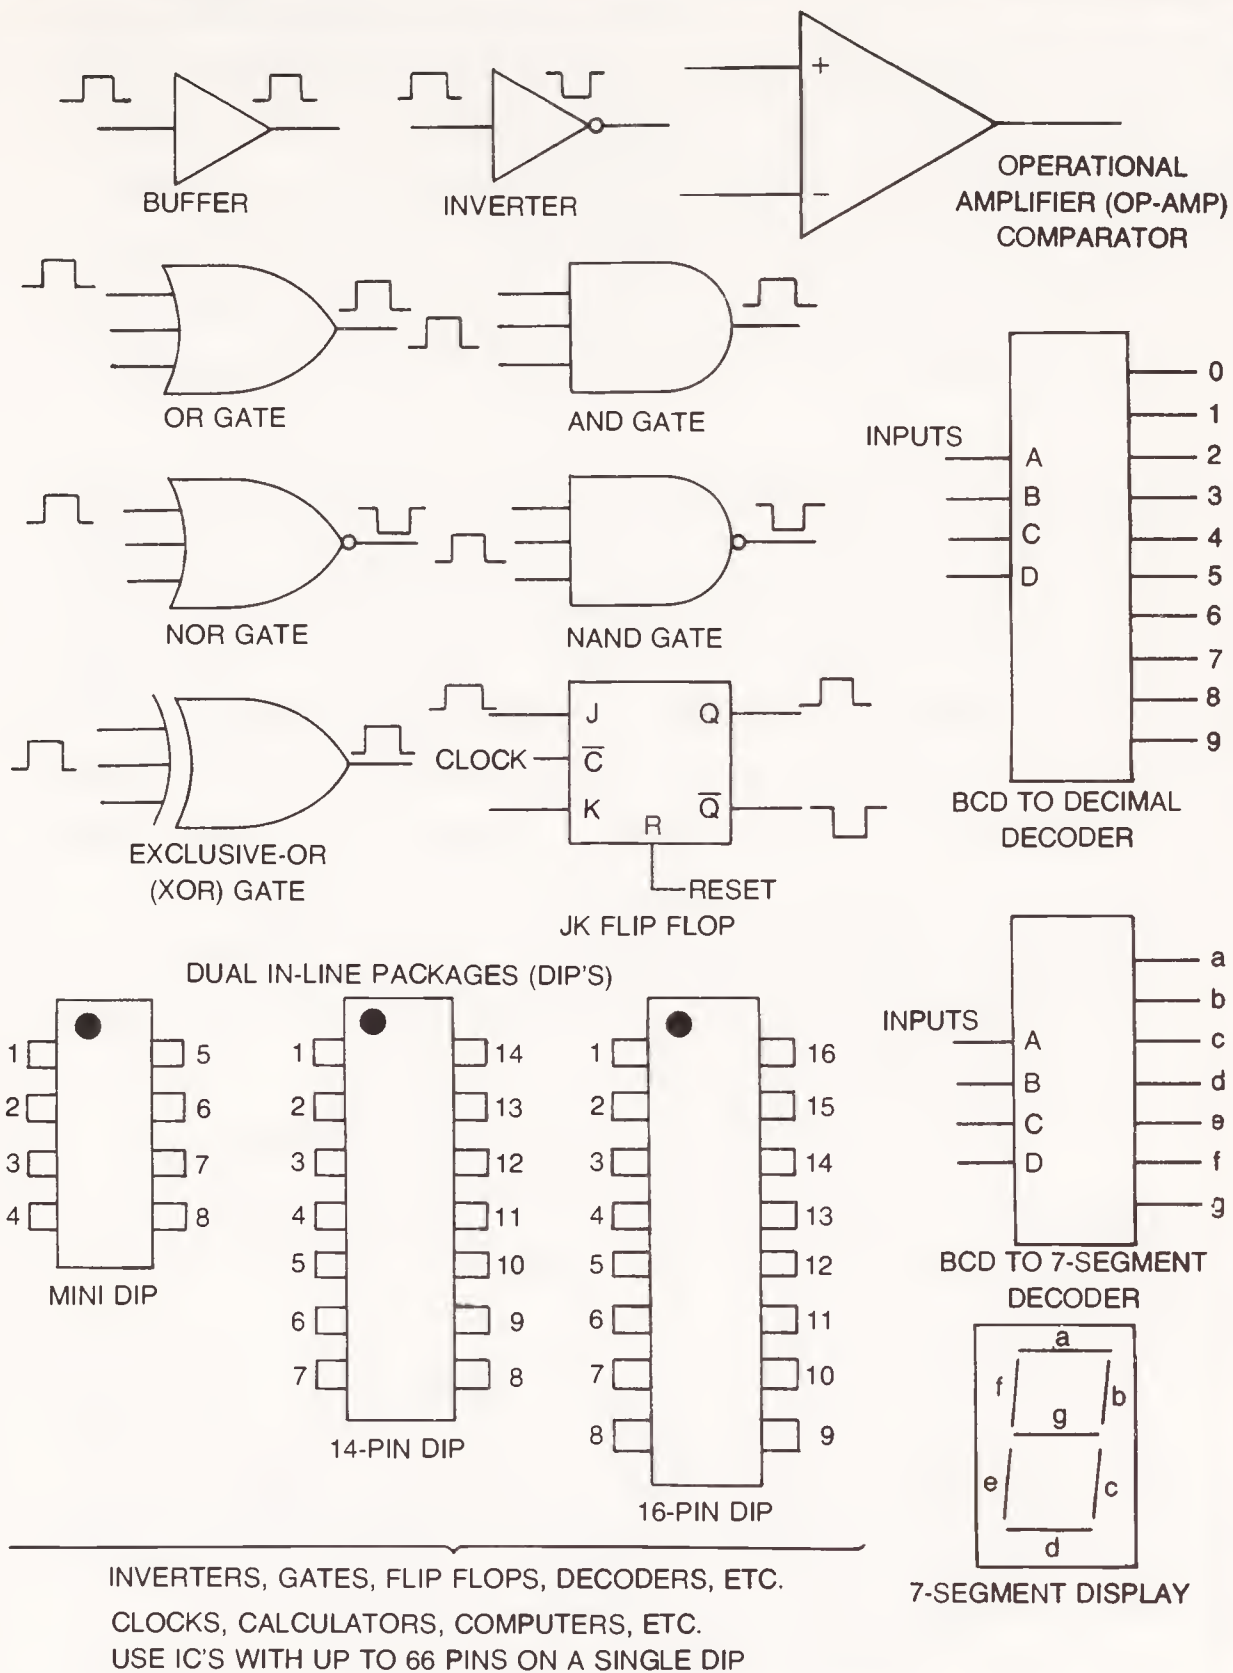 BUFFER
INVERTER
+
−
OPERATIONAL
AMPLIFIER (OP-AMP)
COMPARATOR
OR GATE
AND GATE
NOR GATE
NAND GATE
INPUTS
A
B
C
D
0
1
2
3
4
5
6
7
8
9
BCD TO DECIMAL
DECODER
EXCLUSIVE-OR
(XOR) GATE
J Q
CLOCK C̅
K Q̅
R
RESET
JK FLIP FLOP
DUAL IN-LINE PACKAGES (DIP'S)
1 5
2 6
3 7
4 8
MINI DIP
1 14
2 13
3 12
4 11
5 10
6 9
7 8
14-PIN DIP
1 16
2 15
3 14
4 13
5 12
6 11
7 10
8 9
16-PIN DIP
INPUTS
A
B
C
D
a
b
c
d
e
f
g
BCD TO 7-SEGMENT
DECODER
a
f b
g
e c
d
7-SEGMENT DISPLAY
INVERTERS, GATES, FLIP FLOPS, DECODERS, ETC.
CLOCKS, CALCULATORS, COMPUTERS, ETC.
USE IC'S WITH UP TO 66 PINS ON A SINGLE DIP